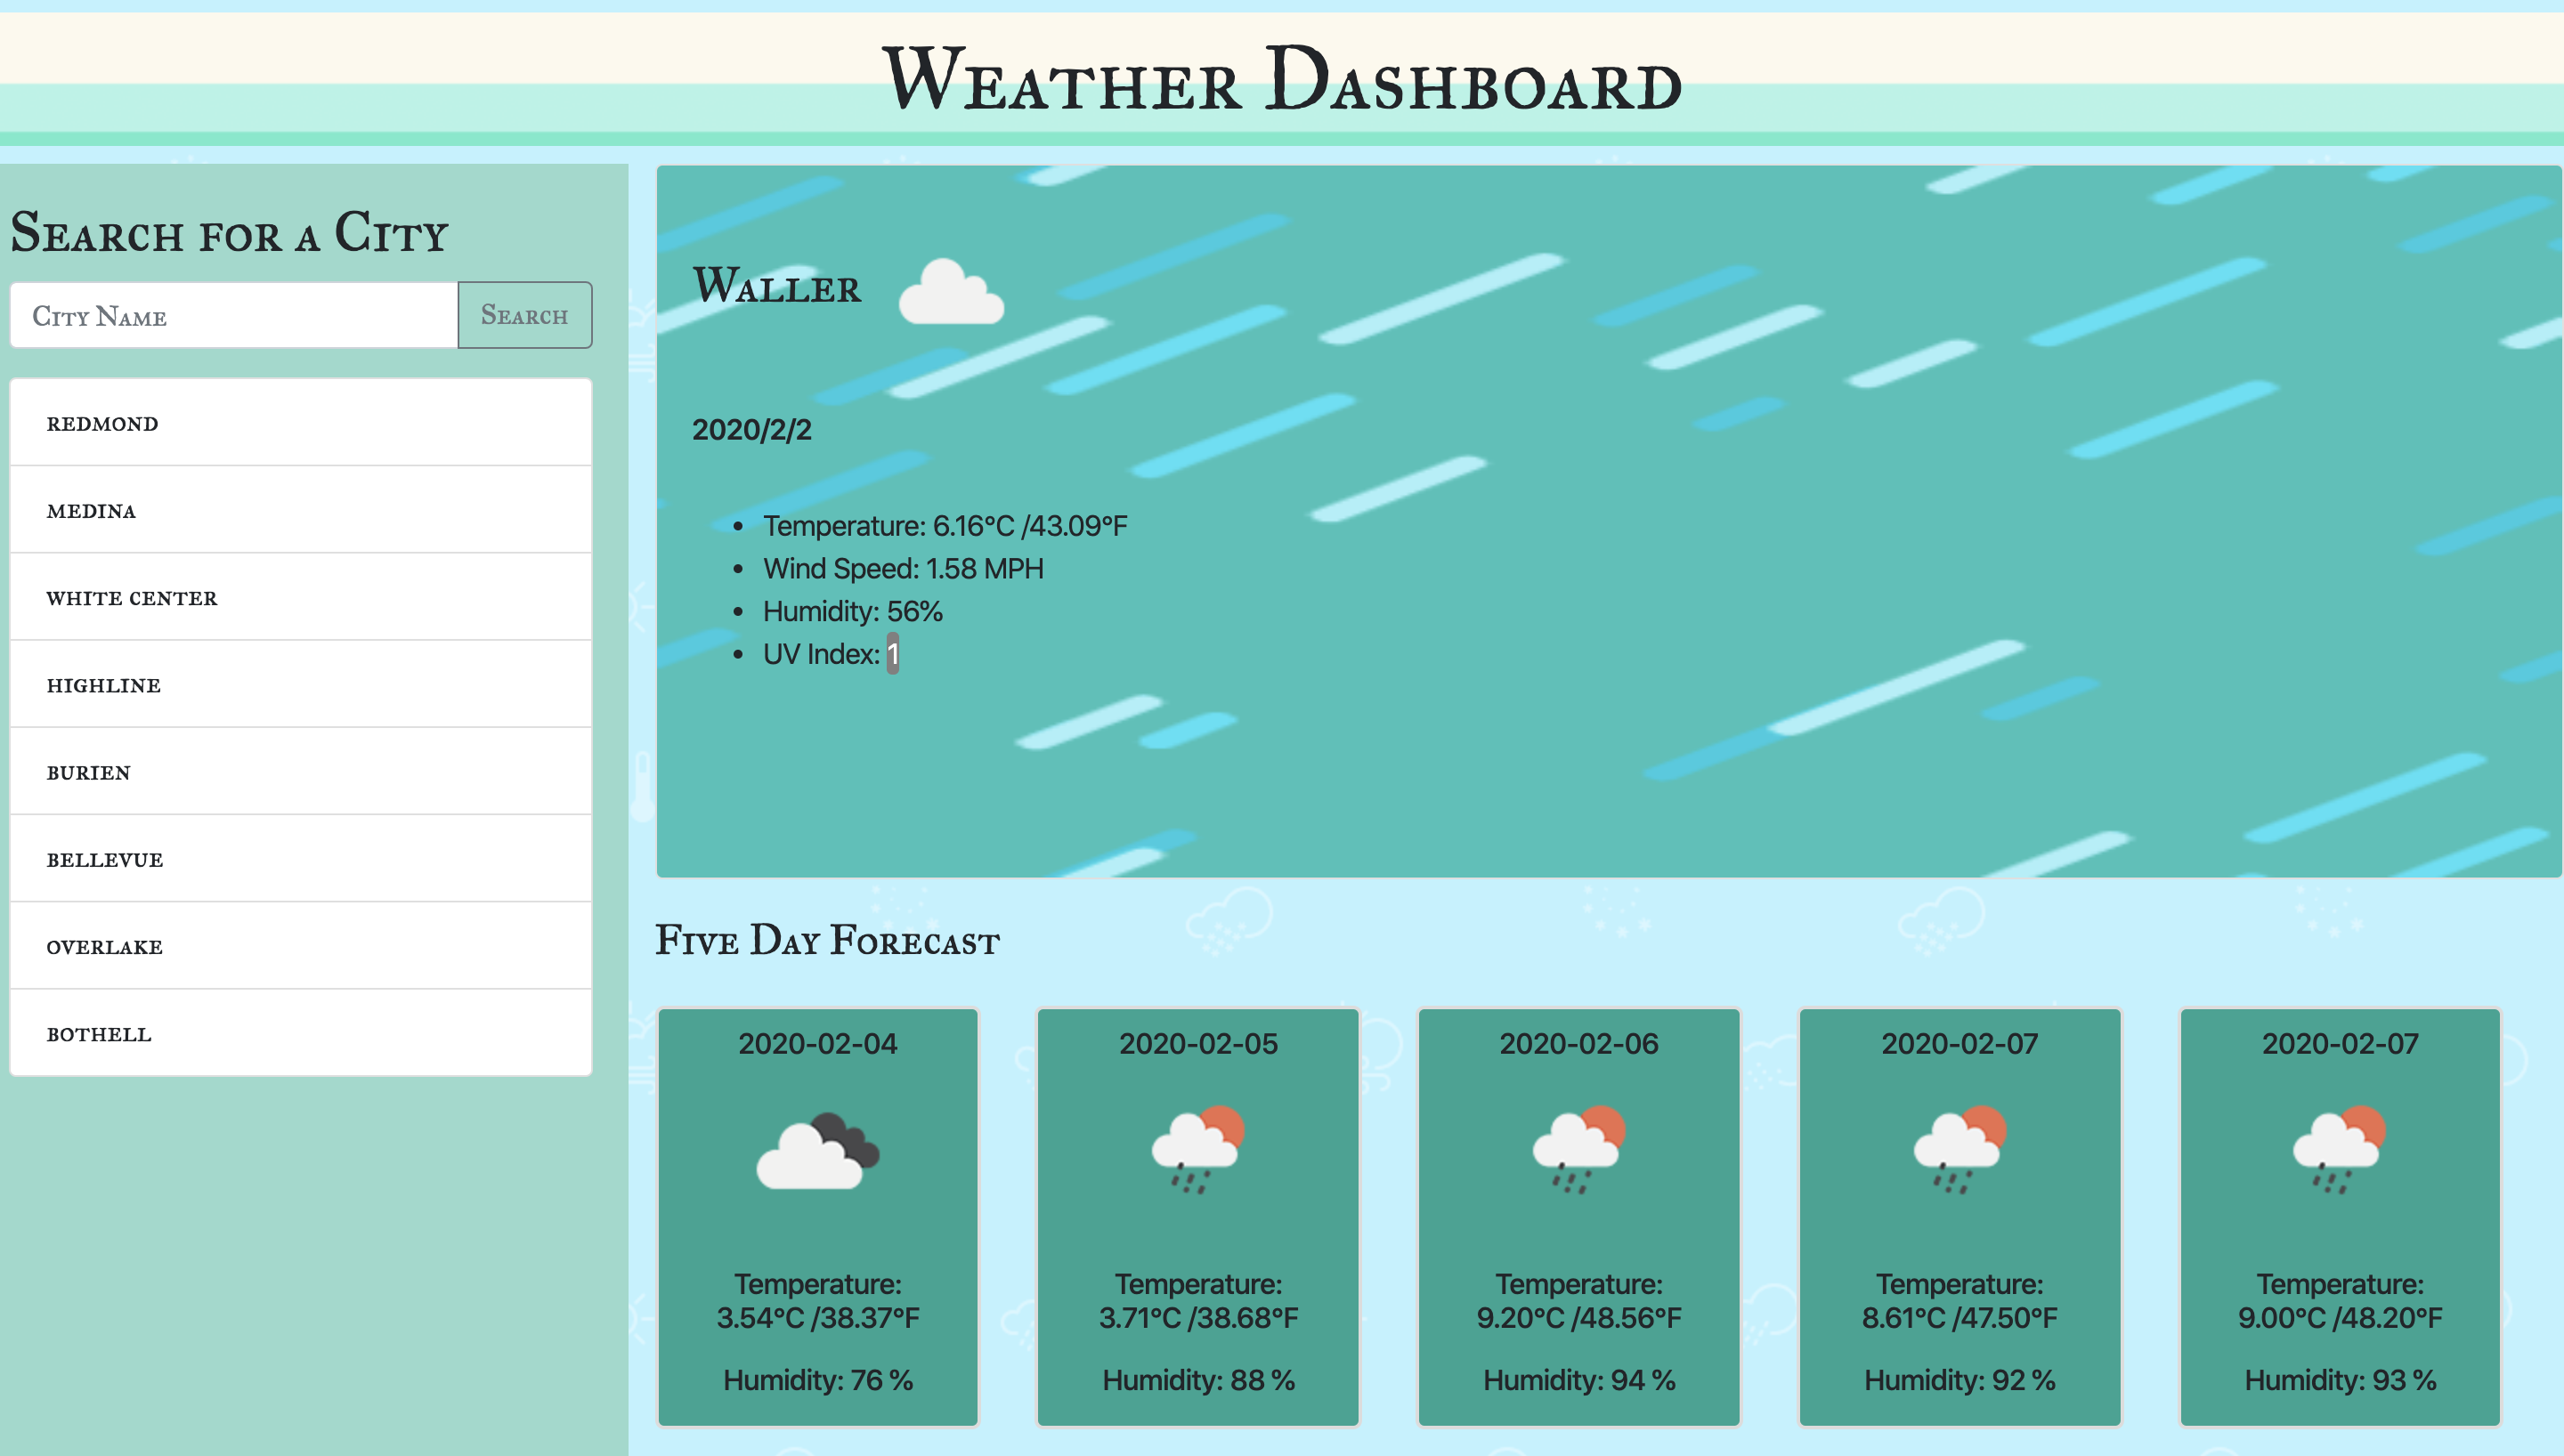 Weather Dashboard
Search for a City
City Name
Search
redmond
medina
white center
highline
burien
bellevue
overlake
bothell
Waller
2020/2/2
• Temperature: 6.16°C /43.09°F
• Wind Speed: 1.58 MPH
• Humidity: 56%
• UV Index: 1
Five Day Forecast
2020-02-04
Temperature:
3.54°C /38.37°F
Humidity: 76 %
2020-02-05
Temperature:
3.71°C /38.68°F
Humidity: 88 %
2020-02-06
Temperature:
9.20°C /48.56°F
Humidity: 94 %
2020-02-07
Temperature:
8.61°C /47.50°F
Humidity: 92 %
2020-02-07
Temperature:
9.00°C /48.20°F
Humidity: 93 %